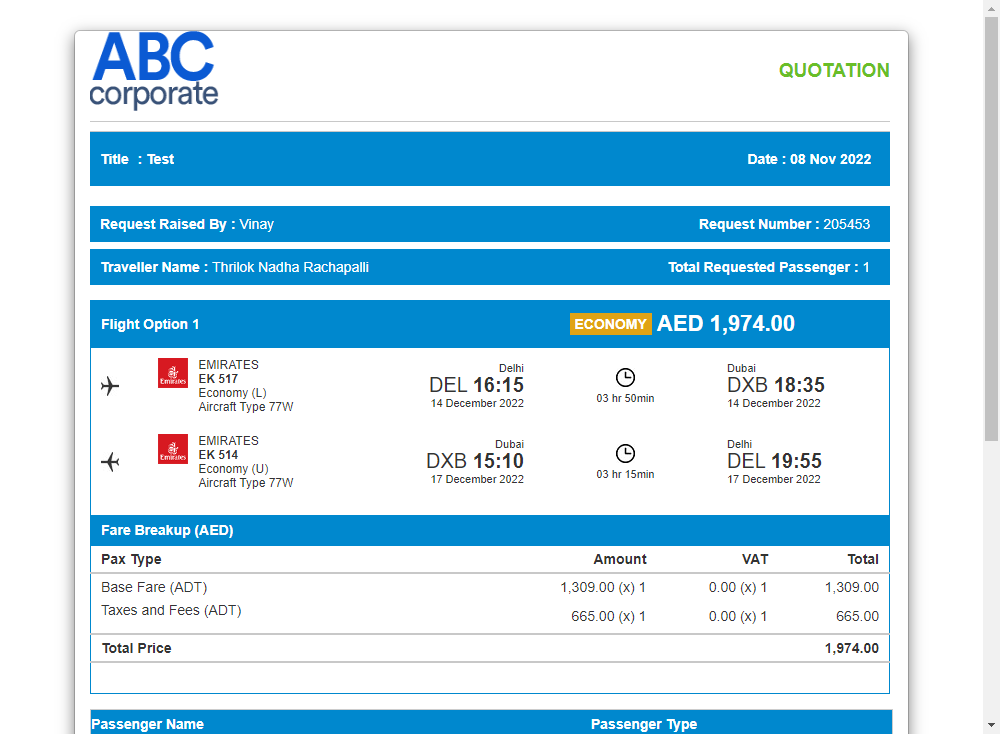 ABC
corporate
QUOTATION
Title : Test
Date : 08 Nov 2022
Request Raised By : Vinay
Request Number : 205453
Traveller Name : Thrilok Nadha Rachapalli
Total Requested Passenger : 1
Flight Option 1
ECONOMY AED 1,974.00
Emirates
EMIRATES
EK 517
Economy (L)
Aircraft Type 77W
Delhi
DEL 16:15
14 December 2022
03 hr 50min
Dubai
DXB 18:35
14 December 2022
Emirates
EMIRATES
EK 514
Economy (U)
Aircraft Type 77W
Dubai
DXB 15:10
17 December 2022
03 hr 15min
Delhi
DEL 19:55
17 December 2022
Fare Breakup (AED)
Pax Type Amount VAT Total
Base Fare (ADT) 1,309.00 (x) 1 0.00 (x) 1 1,309.00
Taxes and Fees (ADT) 665.00 (x) 1 0.00 (x) 1 665.00
Total Price 1,974.00
Passenger Name Passenger Type